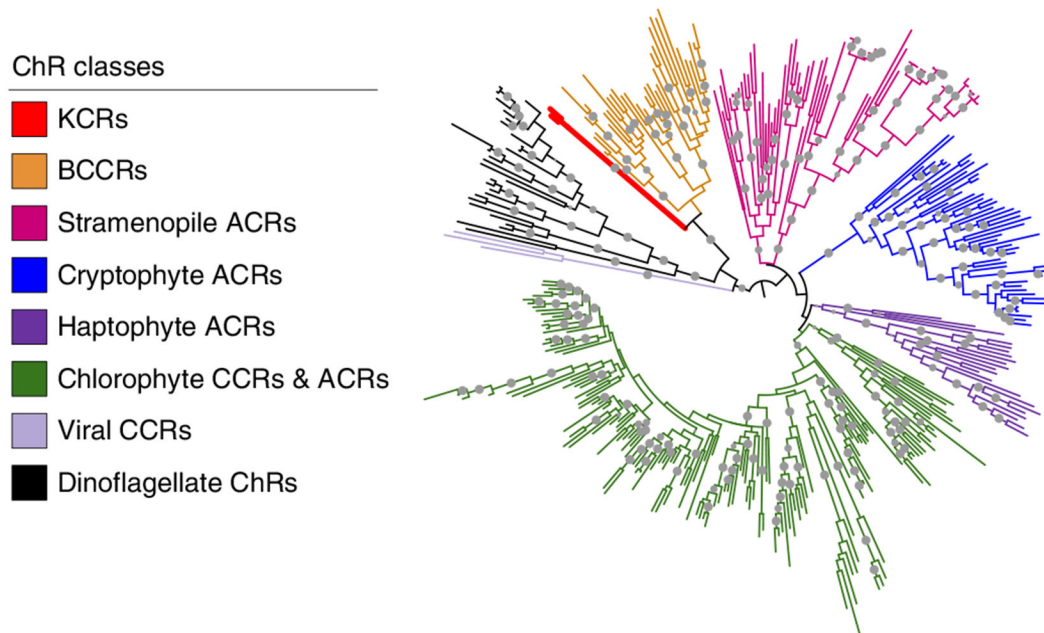 ChR classes
KCRs
BCCRs
Stramenopile ACRs
Cryptophyte ACRs
Haptophyte ACRs
Chlorophyte CCRs & ACRs
Viral CCRs
Dinoflagellate ChRs